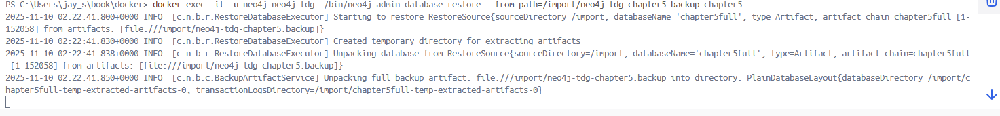 PS C:\Users\jay_s\book\docker> docker exec -it -u neo4j neo4j-tdg ./bin/neo4j-admin database restore --from-path=/import/neo4j-tdg-chapter5.backup chapter5
2025-11-10 02:22:41.800+0000 INFO  [c.n.b.r.RestoreDatabaseExecutor] Starting to restore RestoreSource{sourceDirectory=/import, databaseName='chapter5full', type=Artifact, artifact chain=chapter5full [1-
152058] from artifacts: [file:///import/neo4j-tdg-chapter5.backup]}
2025-11-10 02:22:41.830+0000 INFO  [c.n.b.r.RestoreDatabaseExecutor] Created temporary directory for extracting artifacts
2025-11-10 02:22:41.838+0000 INFO  [c.n.b.r.RestoreDatabaseExecutor] Unpacking database from RestoreSource{sourceDirectory=/import, databaseName='chapter5full', type=Artifact, artifact chain=chapter5full
 [1-152058] from artifacts: [file:///import/neo4j-tdg-chapter5.backup]}
2025-11-10 02:22:41.850+0000 INFO  [c.n.b.c.BackupArtifactService] Unpacking full backup artifact: file:///import/neo4j-tdg-chapter5.backup into directory: PlainDatabaseLayout{databaseDirectory=/import/c
hapter5full-temp-extracted-artifacts-0, transactionLogsDirectory=/import/chapter5full-temp-extracted-artifacts-0}